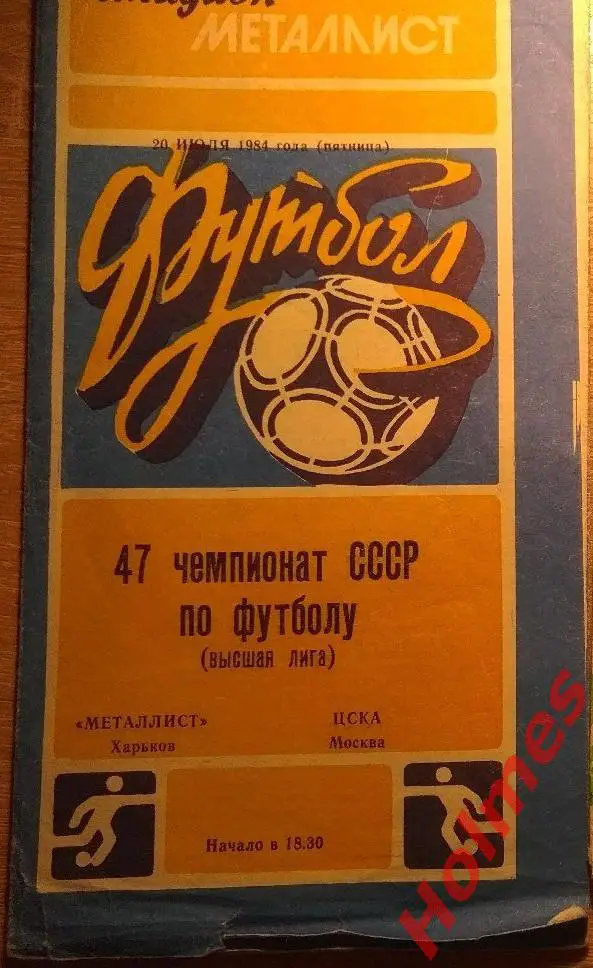 стадион
МЕТАЛЛИСТ
20 ИЮЛЯ 1984 года (пятница)
Футбол
47 чемпионат СССР
по футболу
(высшая лига)
«МЕТАЛЛИСТ» ЦСКА
Харьков Москва
Начало в 18.30
Holmes